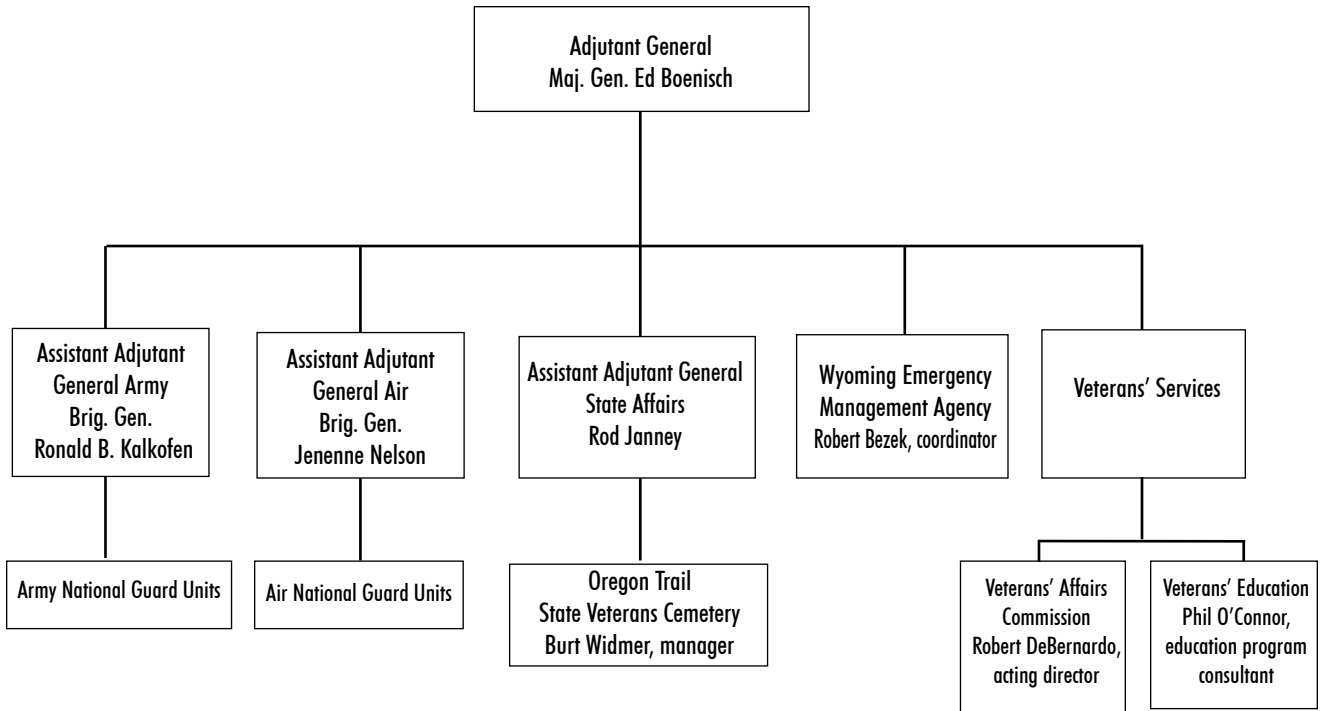 Adjutant General
Maj. Gen. Ed Boenisch
Assistant Adjutant
General Army
Brig. Gen.
Ronald B. Kalkofen
Assistant Adjutant
General Air
Brig. Gen.
Jenenne Nelson
Assistant Adjutant General
State Affairs
Rod Janney
Wyoming Emergency
Management Agency
Robert Bezek, coordinator
Veterans’ Services
Army National Guard Units
Air National Guard Units
Oregon Trail
State Veterans Cemetery
Burt Widmer, manager
Veterans’ Affairs
Commission
Robert DeBernardo,
acting director
Veterans’ Education
Phil O’Connor,
education program
consultant